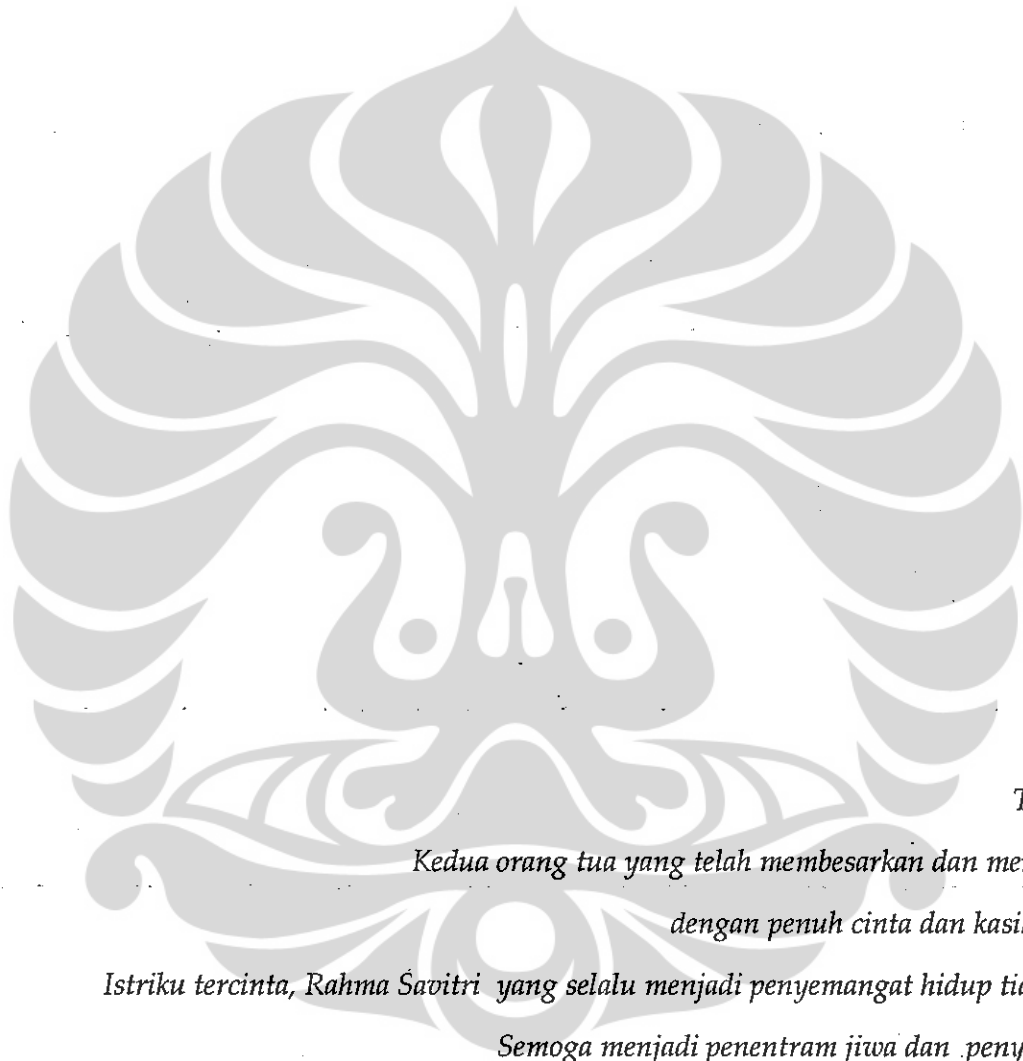 Kedua orang tua yang telah membesarkan dan
dengan penuh cinta dan
Istriku tercinta, Rahma Savitri yang selalu menjadi penyemangat hidup
Semoga menjadi penentram jiwa dan